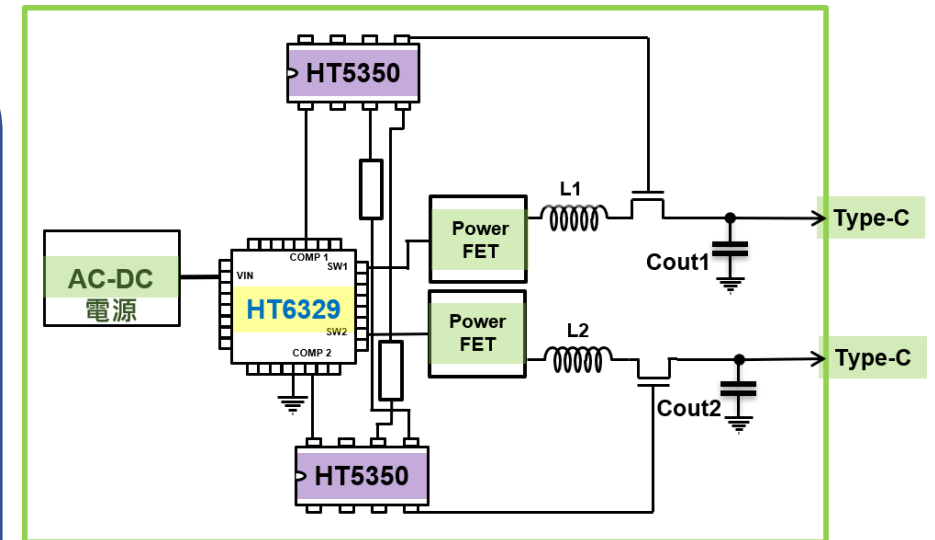 HT5350
L1
Power
FET
Type-C
Cout1
AC-DC
電源
VIN
COMP 1
SW1
HT6329
SW2
COMP 2
Power
FET
L2
Type-C
Cout2
HT5350